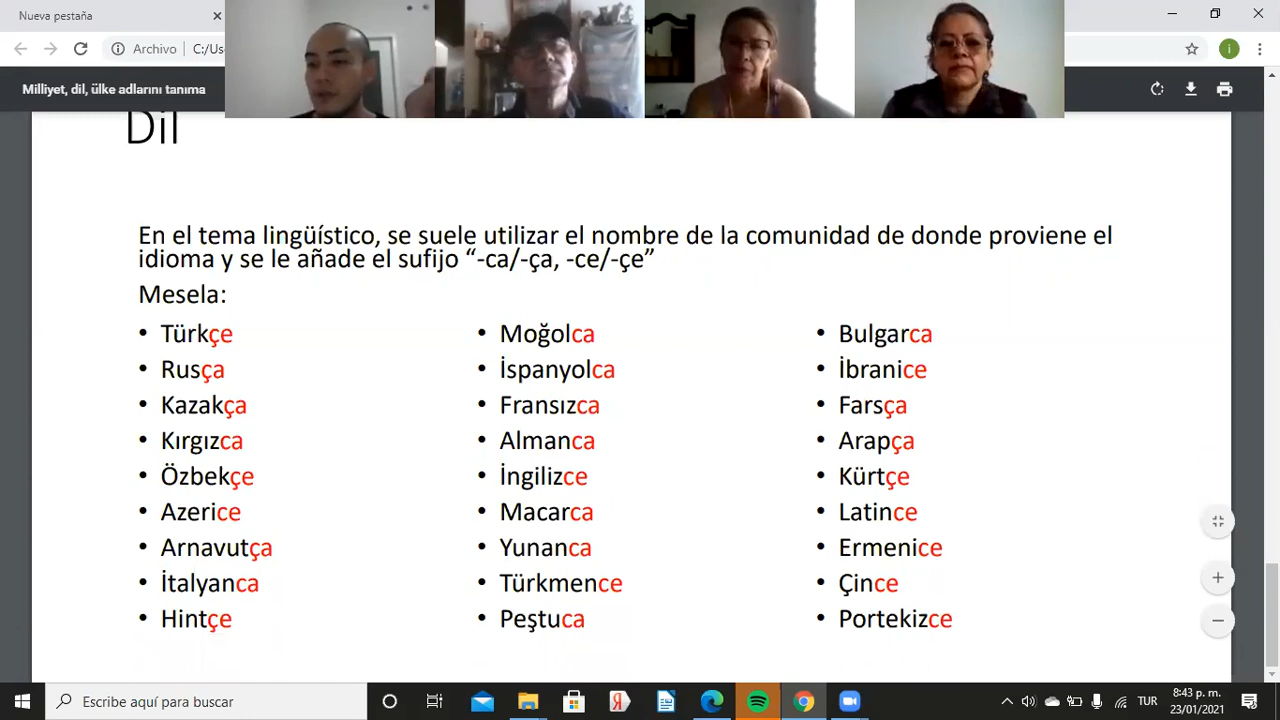 Nueva pestaña
Archivo | C:/Us
Milliyet, dil, ülke adlarını tanıma
Dil
En el tema lingüístico, se suele utilizar el nombre de la comunidad de donde proviene el
idioma y se le añade el sufijo “-ca/-ça, -ce/-çe”
Mesela:
• Türkçe
• Rusça
• Kazakça
• Kırgızca
• Özbekçe
• Azerice
• Arnavutça
• İtalyanca
• Hintçe
• Moğolca
• İspanyolca
• Fransızca
• Almanca
• İngilizce
• Macarca
• Yunanca
• Türkmence
• Peştuca
• Bulgarca
• İbranice
• Farsça
• Arapça
• Kürtçe
• Latince
• Ermenice
• Çince
• Portekizce
Escribe aquí para buscar
TUR
8:43 p. m.
23/01/2021